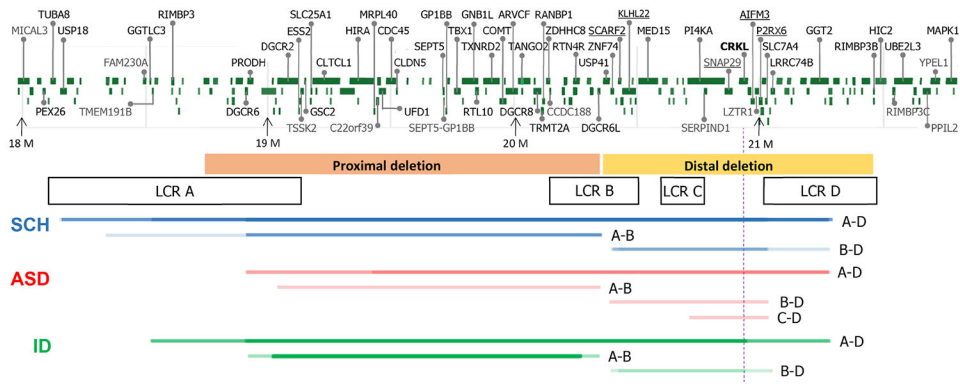 RIMBP3 SLC25A1 MRPL40 GP1BB GNB1L ARVCF RANBP1 KLHL22 AIFM3
TUBA8 ESS2 MICAL3 USP18 GGTLC3 HIRA CDC45 TBX1 COMT ZDHHC8 SCARF2 MED15 PI4KA CRKL P2RX6 GGT2 HIC2 MAPK1
FAM230A DGCR2 SEPT5 TXNRD2 TANGO2 RTN4R ZNF74 SNAP29 SLC7A4 RIMBP3B UBE2L3
PRODH CLTCL1 CLDN5 USP41 LRRC74B YPEL1
PEX26 TMEM191B DGCR6 GSC2 UFD1 RTL10 DGCR8 CCDC188 LZTR1 RIMBP3C
TSSK2 C22orf39 SEPT5-GP1BB TRMT2A DGCR6L SERPIND1 PPIL2
18 M 19 M 20 M 21 M
Proximal deletion Distal deletion
LCR A LCR B LCR C LCR D
SCH A-D
A-B
B-D
ASD A-D
A-B
B-D
C-D
ID A-D
A-B
B-D